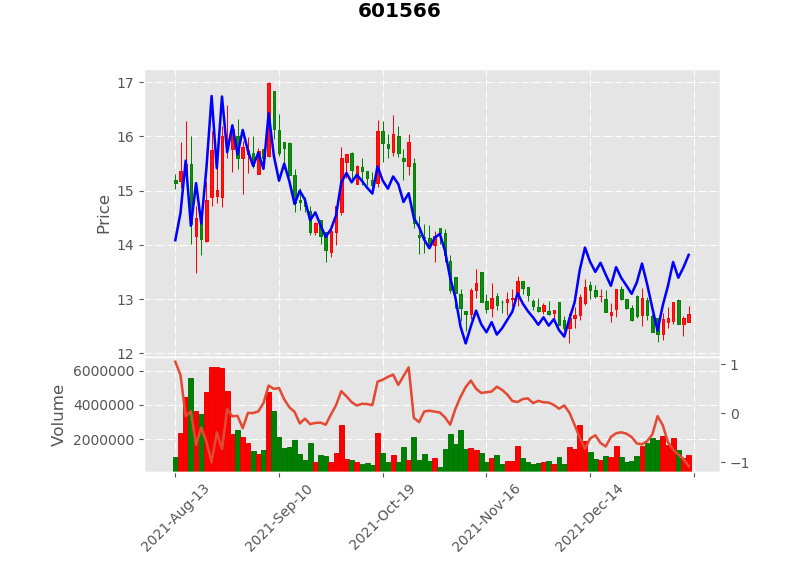 601566
17
16
15
14
13
12
Price
6000000
4000000
2000000
Volume
1
0
−1
2021-Aug-13
2021-Sep-10
2021-Oct-19
2021-Nov-16
2021-Dec-14